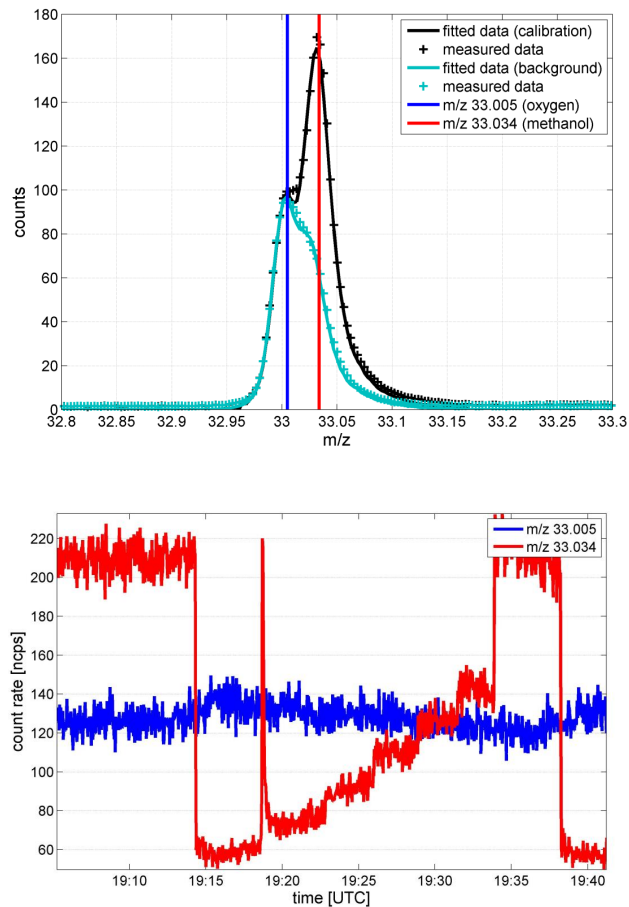 180
160
140
120
100
80
60
40
20
0
counts
fitted data (calibration)
measured data
fitted data (background)
measured data
m/z 33.005 (oxygen)
m/z 33.034 (methanol)
32.8 32.85 32.9 32.95 33 33.05 33.1 33.15 33.2 33.25 33.3
m/z
220
200
180
160
140
120
100
80
60
count rate [ncps]
m/z 33.005
m/z 33.034
19:10 19:15 19:20 19:25 19:30 19:35 19:40
time [UTC]